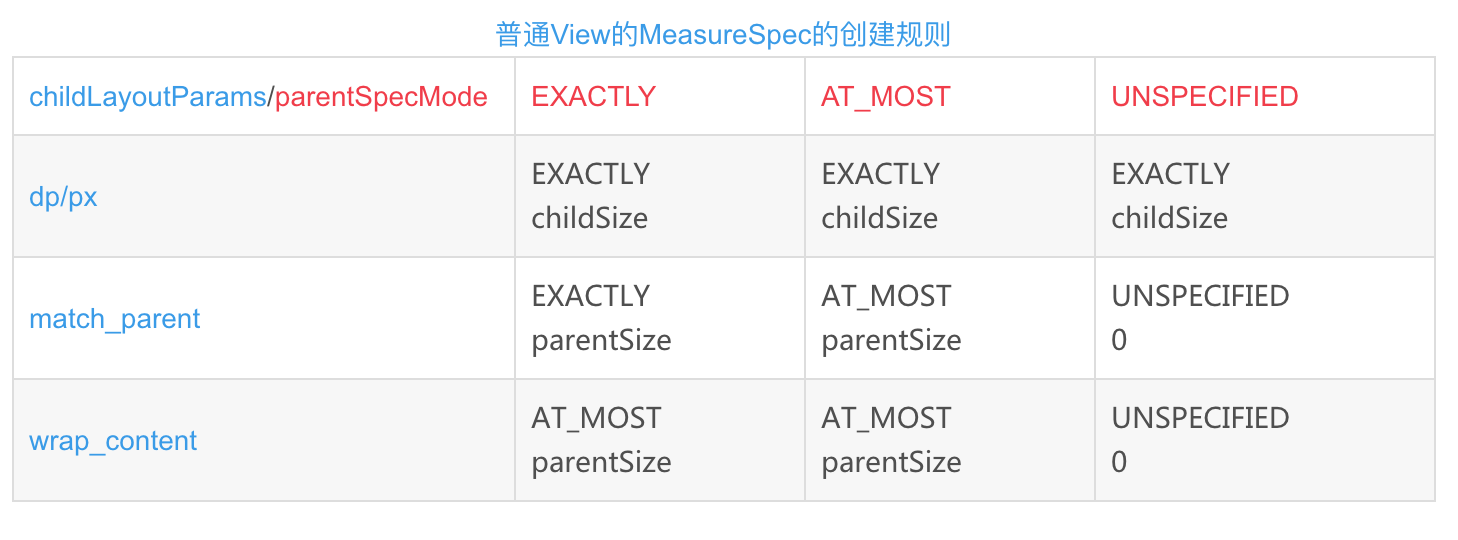 普通View的MeasureSpec的创建规则
childLayoutParams/parentSpecMode EXACTLY AT_MOST UNSPECIFIED
dp/px
EXACTLY EXACTLY EXACTLY
childSize childSize childSize
match_parent
EXACTLY AT_MOST UNSPECIFIED
parentSize parentSize 0
wrap_content
AT_MOST AT_MOST UNSPECIFIED
parentSize parentSize 0